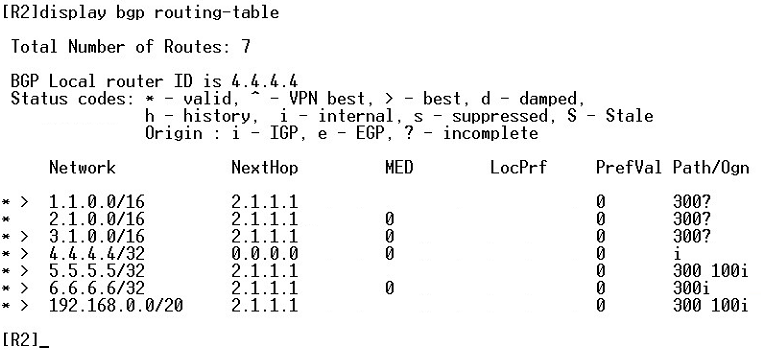 [R2]display bgp routing-table
Total Number of Routes: 7
BGP Local router ID is 4.4.4.4
Status codes: * - valid, ^ - VPN best, > - best, d - damped,
h - history, i - internal, s - suppressed, S - Stale
Origin : i - IGP, e - EGP, ? - incomplete
Network NextHop MED LocPrf PrefVal Path/Ogn
* > 1.1.0.0/16 2.1.1.1 0 300?
* 2.1.0.0/16 2.1.1.1 0 0 300?
* > 3.1.0.0/16 2.1.1.1 0 0 300?
* > 4.4.4.4/32 0.0.0.0 0 0 i
* > 5.5.5.5/32 2.1.1.1 0 300 100i
* > 6.6.6.6/32 2.1.1.1 0 0 300i
* > 192.168.0.0/20 2.1.1.1 0 300 100i
[R2]_